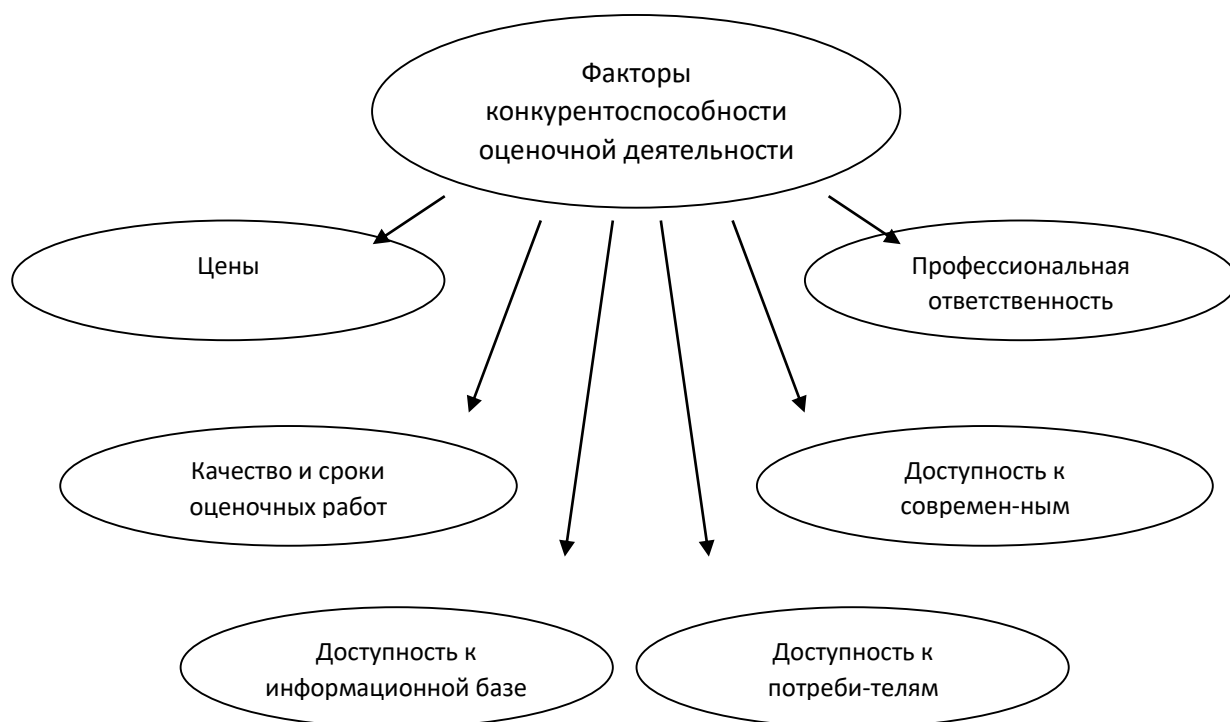 Факторы
конкурентоспособности
оценочной деятельности
Цены
Профессиональная
ответственность
Качество и сроки
оценочных работ
Доступность к
современ-ным
Доступность к
информационной базе
Доступность к
потреби-телям